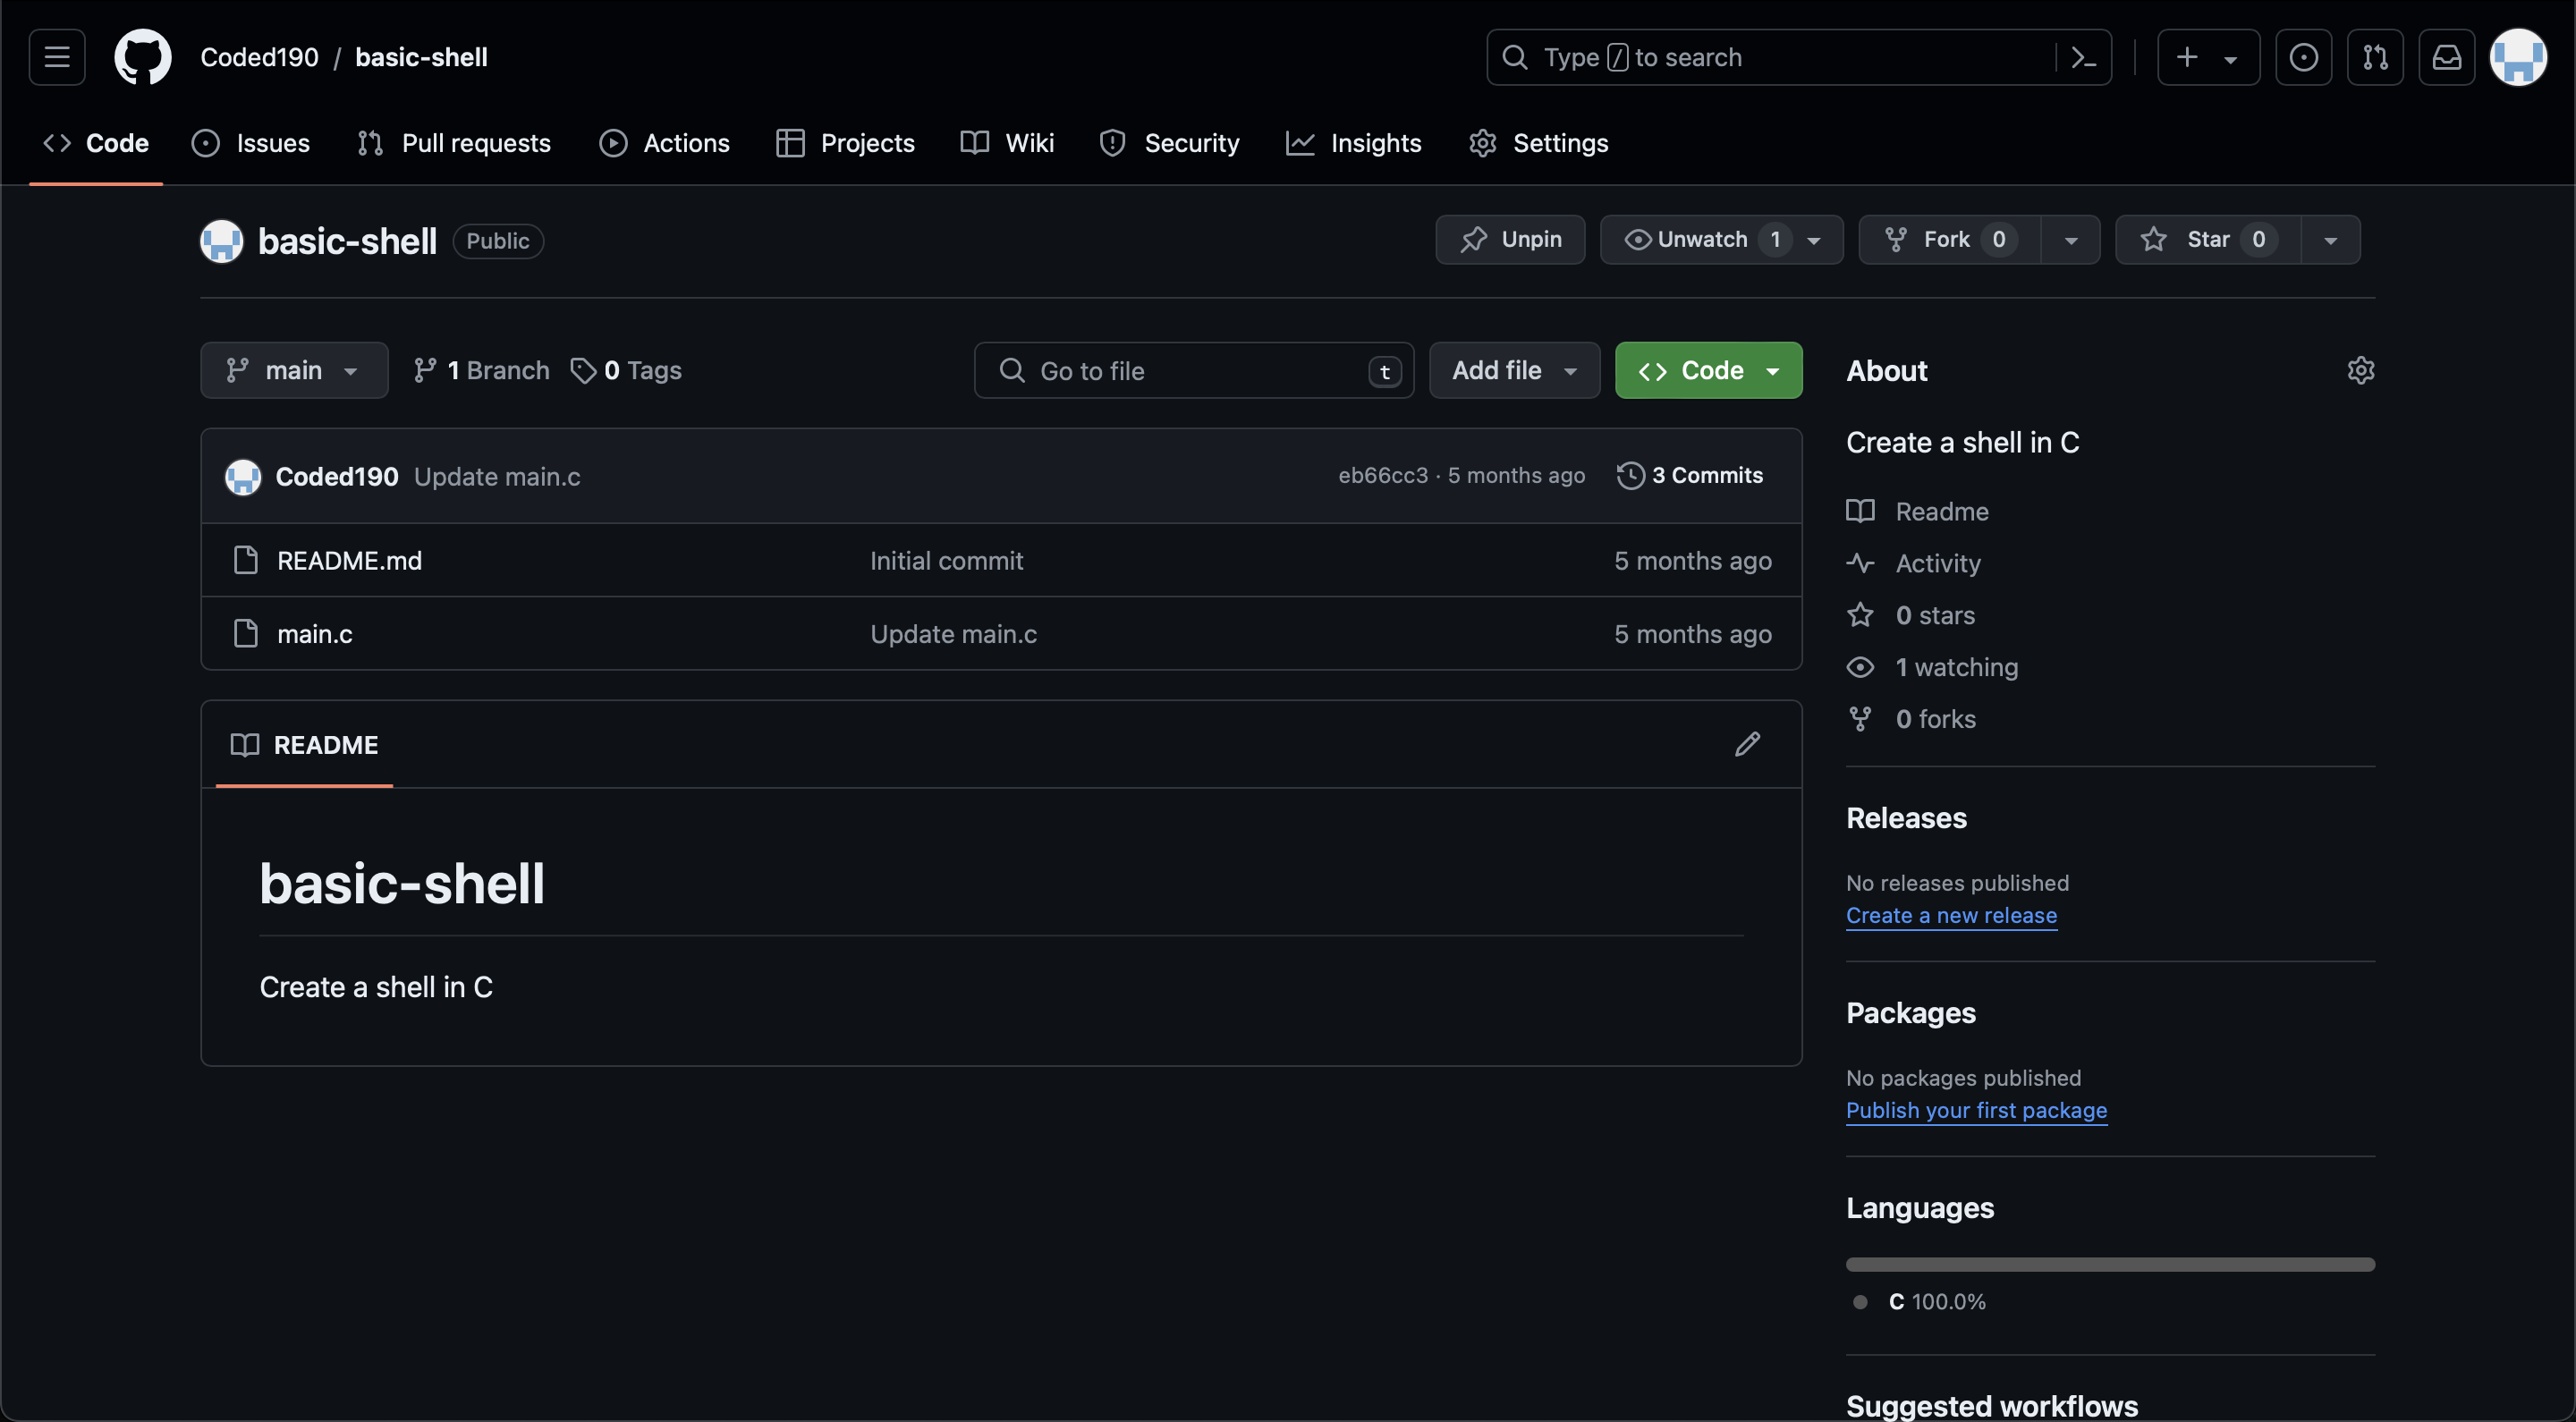 Coded190 / basic-shell
Type / to search
Code Issues Pull requests Actions Projects Wiki Security Insights Settings
basic-shell Public
Unpin Unwatch 1 Fork 0 Star 0
main 1 Branch 0 Tags
Go to file t Add file Code
Coded190 Update main.c eb66cc3 · 5 months ago 3 Commits
README.md Initial commit 5 months ago
main.c Update main.c 5 months ago
README
basic-shell
Create a shell in C
About
Create a shell in C
Readme
Activity
0 stars
1 watching
0 forks
Releases
No releases published
Create a new release
Packages
No packages published
Publish your first package
Languages
C 100.0%
Suggested workflows